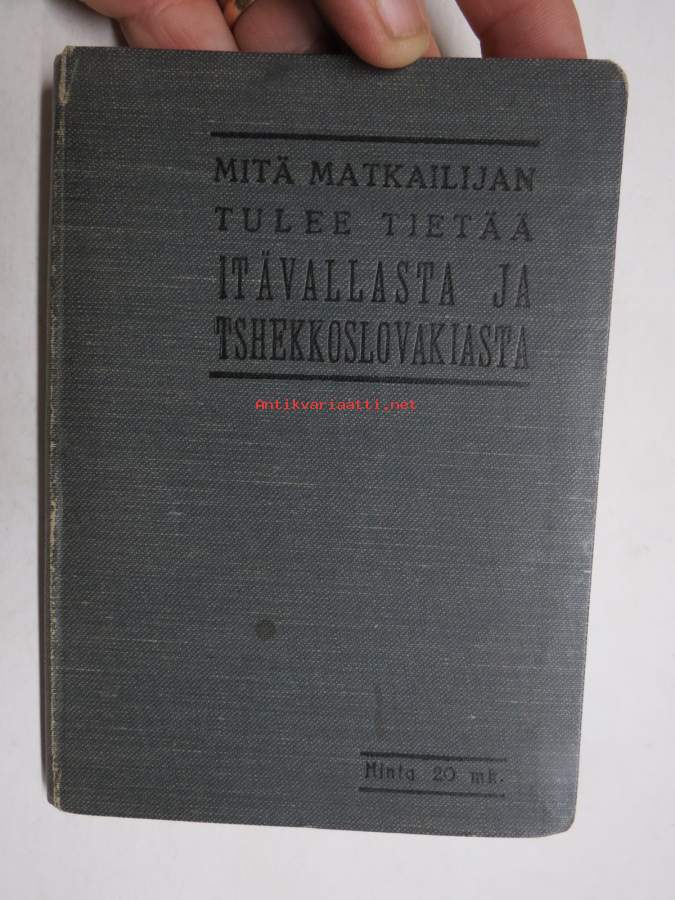 MITÄ MATKAILIJAN
TULEE TIETÄÄ
ITÄVALLASTA JA
TSHEKKOSLOVAKIASTA
Antikvariaatti.net
Hinta 20 mk.